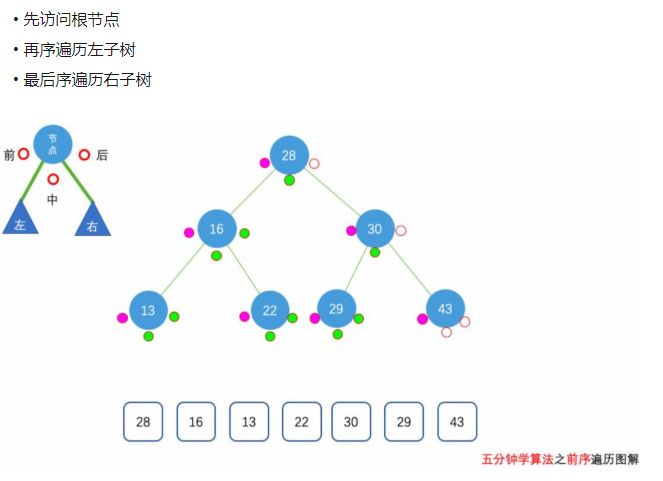 • 先访问根节点
• 再序遍历左子树
• 最后序遍历右子树
节点
前 后
中
左 右
28
16 30
13 22 29 43
28 16 13 22 30 29 43
五分钟学算法之前序遍历图解